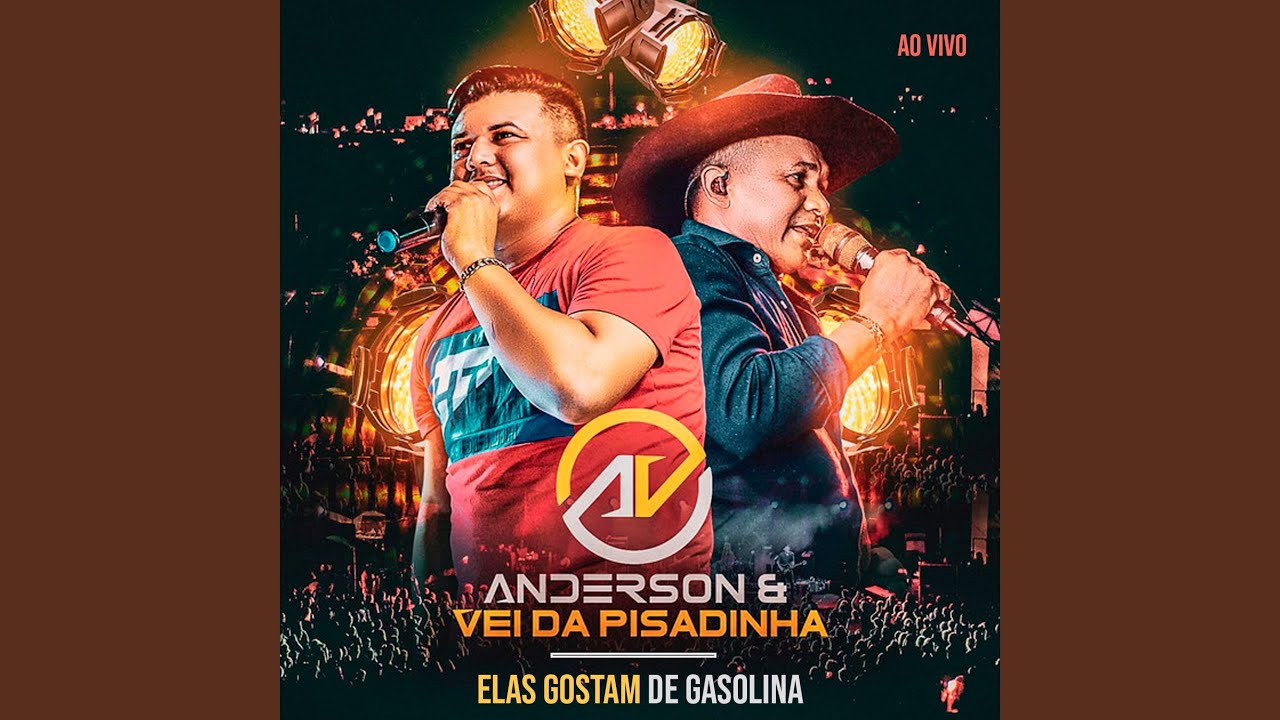 AO VIVO
AV
ANDERSON &
VEI DA PISADINHA
ELAS GOSTAM DE GASOLINA